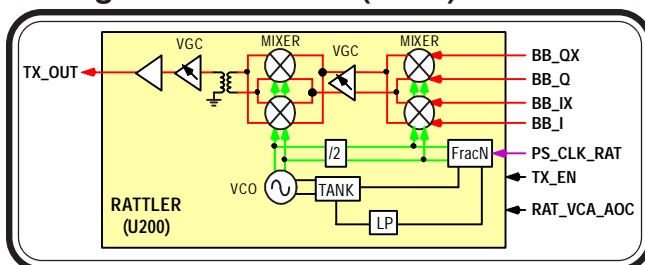 VGC
MIXER
VGC
MIXER
TX_OUT
BB_QX
BB_Q
BB_IX
BB_I
/2
FracN
PS_CLK_RAT
VCO
TANK
TX_EN
RATTLER
(U200)
LP
RAT_VCA_AOC